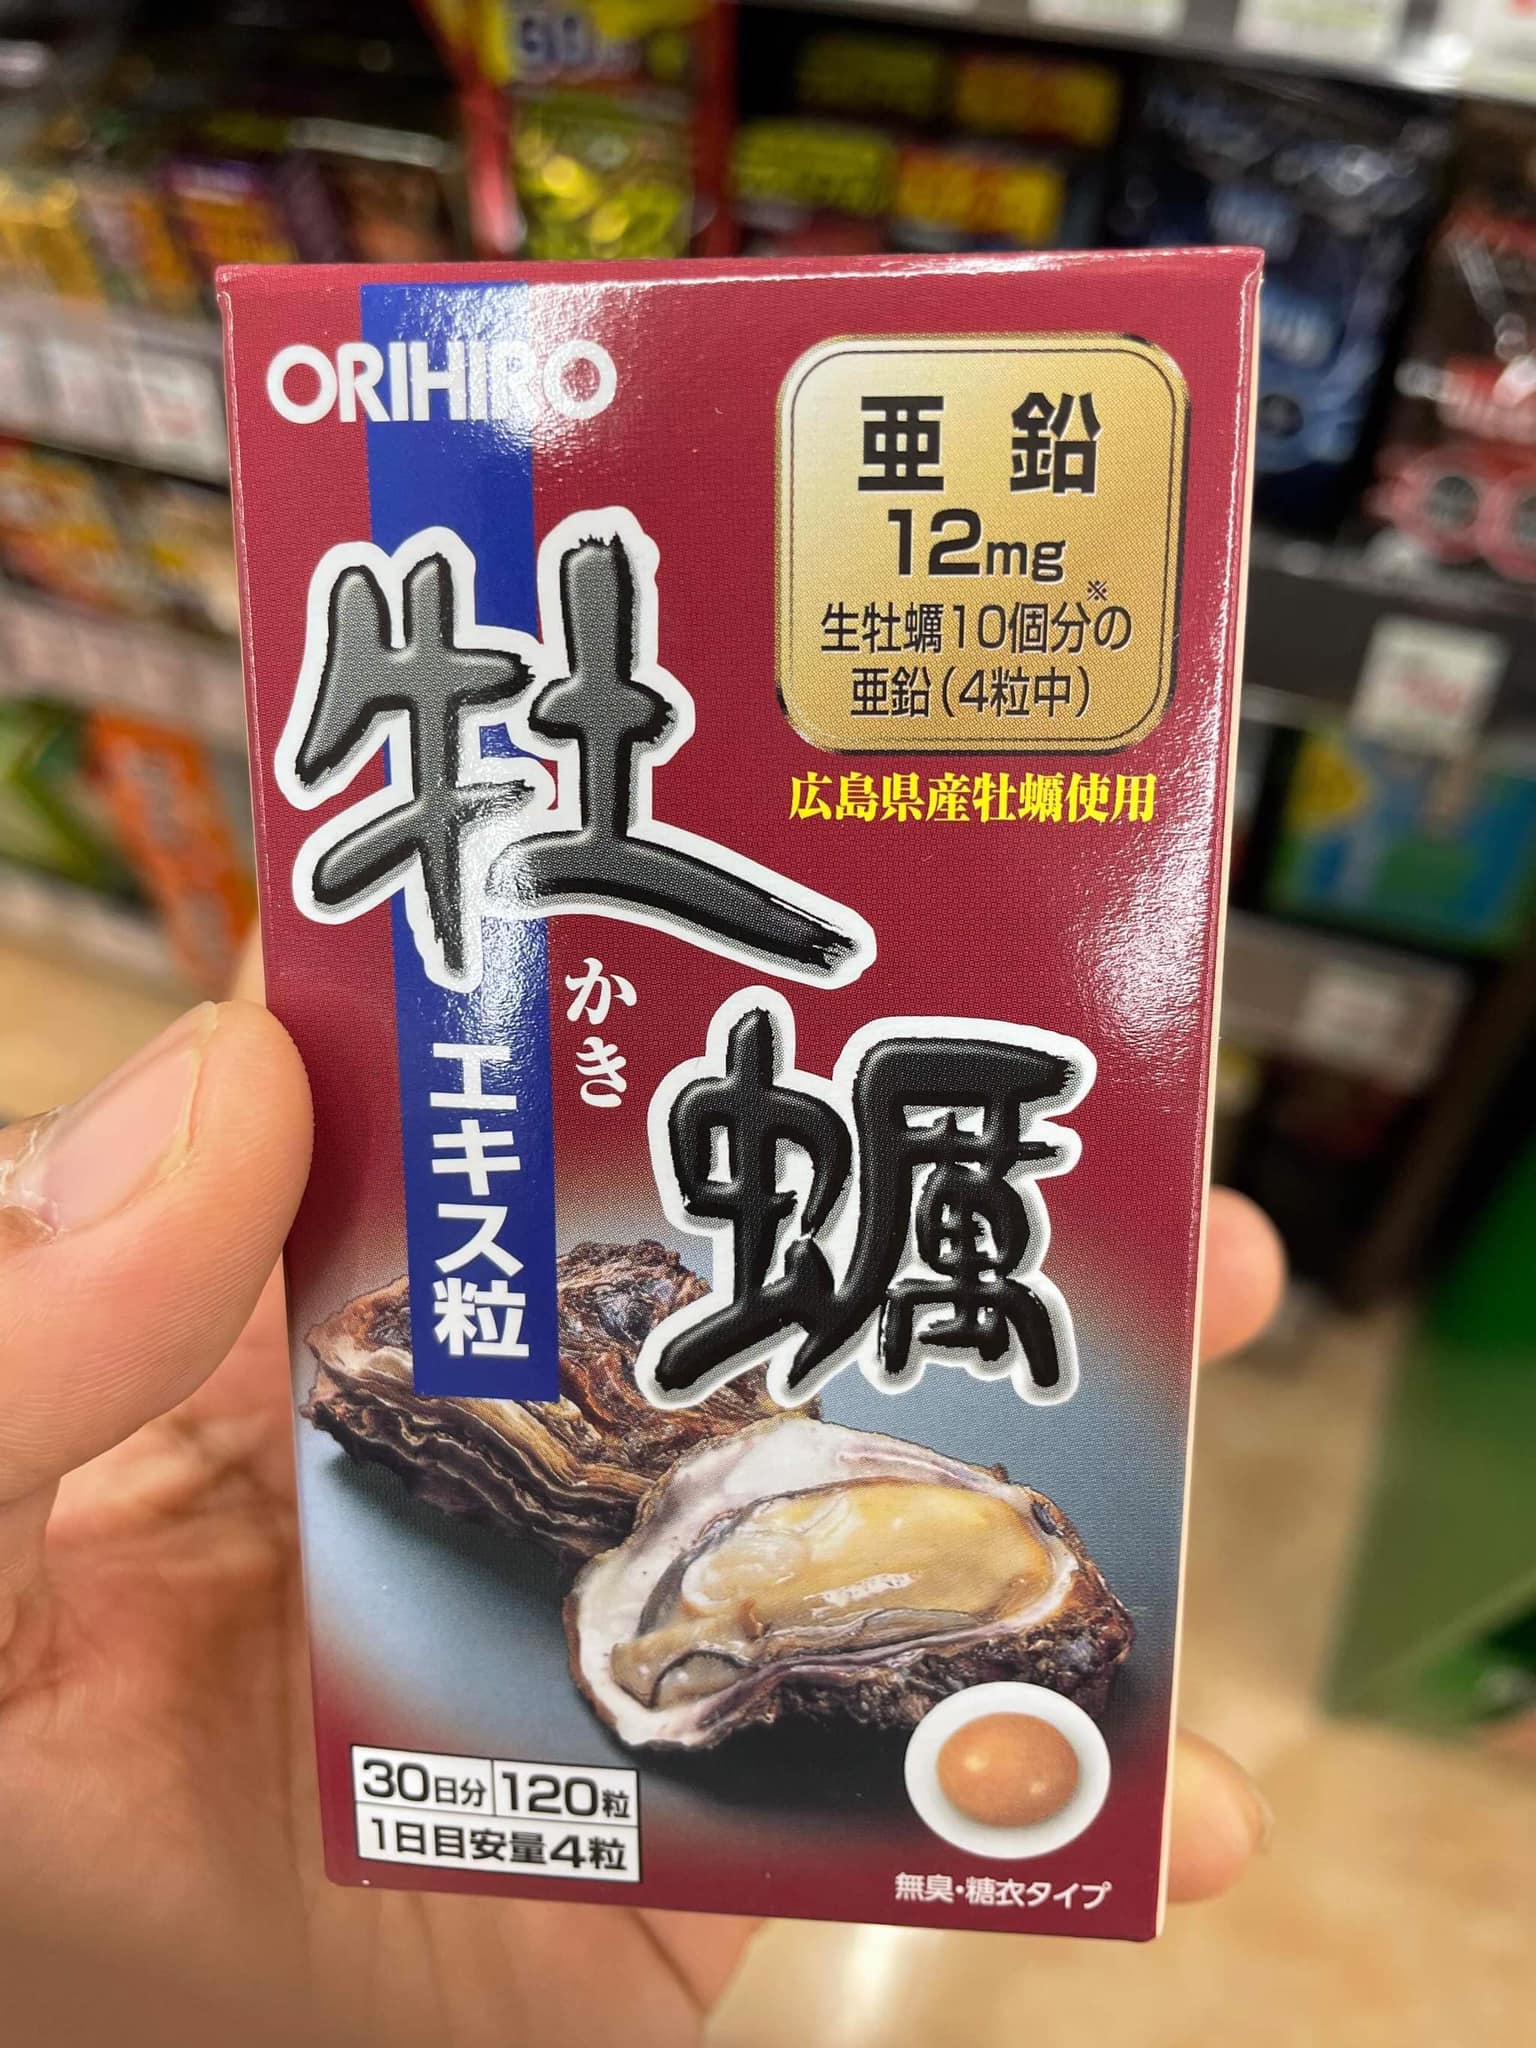 ORIHIRO
亜鉛
12mg
※
生牡蠣10個分の
亜鉛(4粒中)
広島県産牡蠣使用
牡蠣
かき
エキス粒
30日分 120粒
1日目安量4粒
無臭・糖衣タイプ